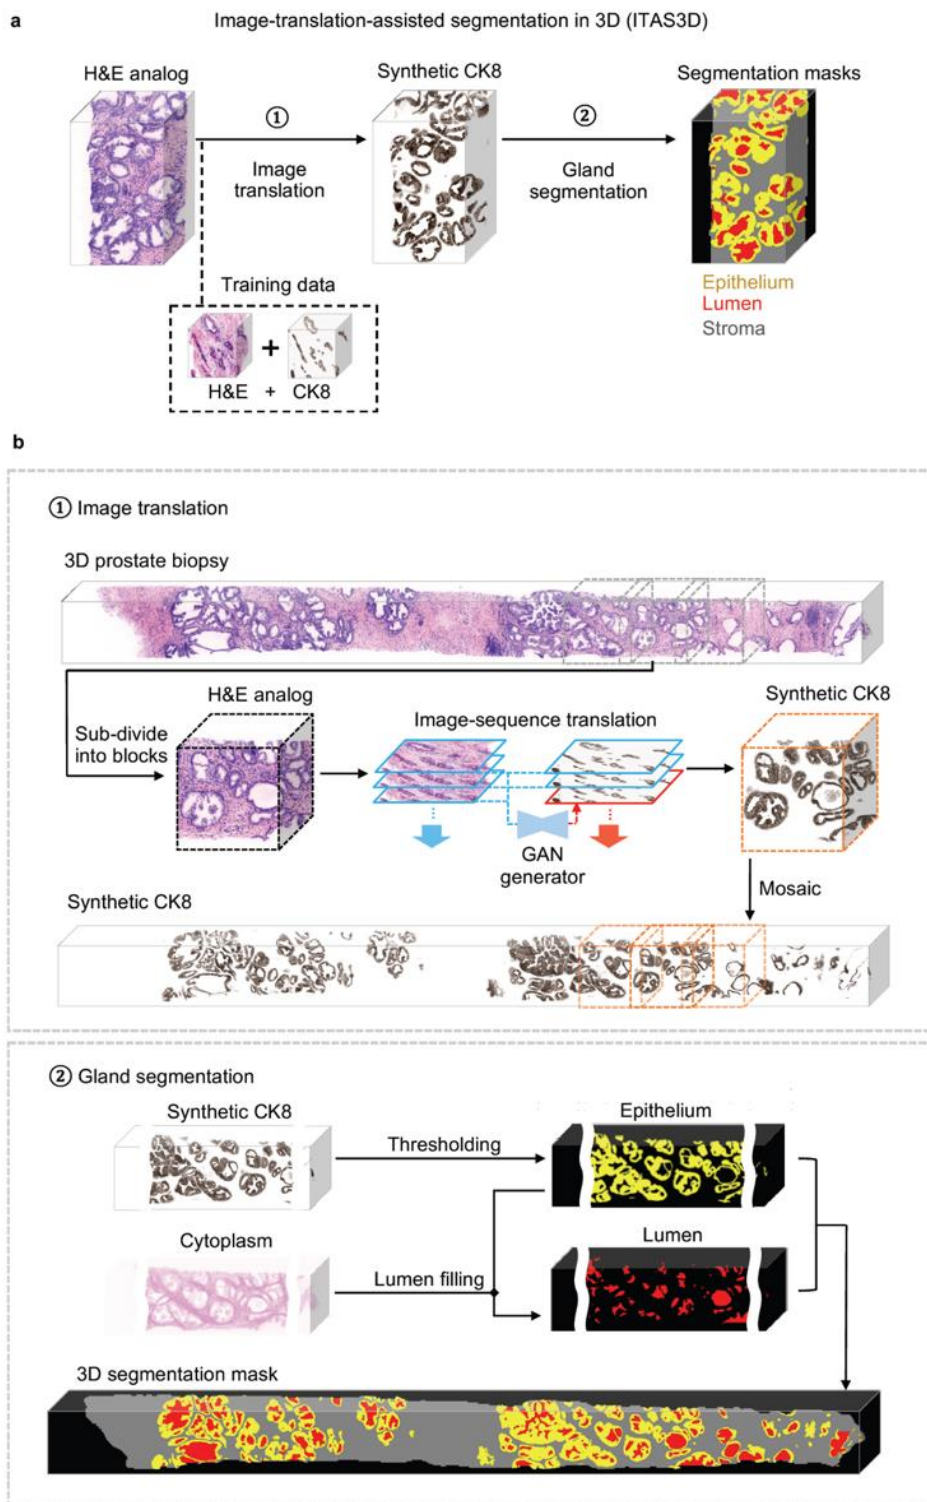 a
Image-translation-assisted segmentation in 3D (ITAS3D)
H&E analog
Synthetic CK8
Segmentation masks
①
②
Image
translation
Gland
segmentation
Training data
+
H&E + CK8
Epithelium
Lumen
Stroma
b
① Image translation
3D prostate biopsy
H&E analog
Sub-divide
into blocks
Image-sequence translation
Synthetic CK8
GAN
generator
Mosaic
Synthetic CK8
② Gland segmentation
Synthetic CK8
Thresholding
Epithelium
Cytoplasm
Lumen filling
Lumen
3D segmentation mask